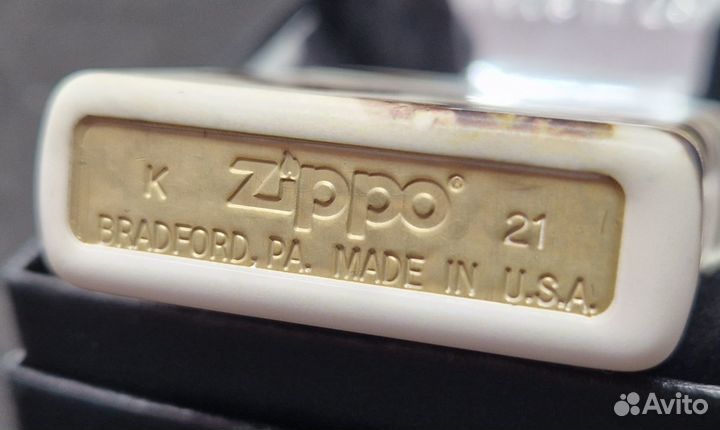 K Zippo® 21
BRADFORD, PA. MADE IN U.S.A.
Avito